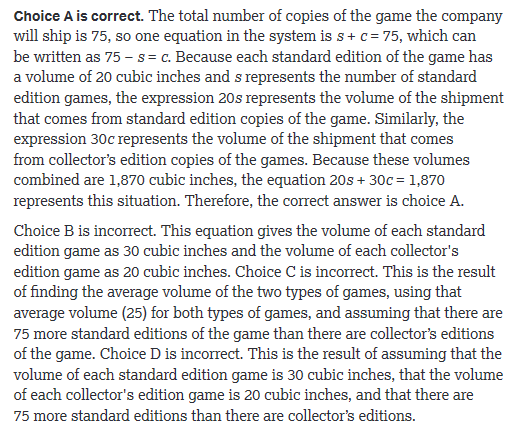 Choice A is correct. The total number of copies of the game the company
will ship is 75, so one equation in the system is s + c = 75, which can
be written as 75 − s = c. Because each standard edition of the game has
a volume of 20 cubic inches and s represents the number of standard
edition games, the expression 20s represents the volume of the shipment
that comes from standard edition copies of the game. Similarly, the
expression 30c represents the volume of the shipment that comes
from collector’s edition copies of the games. Because these volumes
combined are 1,870 cubic inches, the equation 20s + 30c = 1,870
represents this situation. Therefore, the correct answer is choice A.
Choice B is incorrect. This equation gives the volume of each standard
edition game as 30 cubic inches and the volume of each collector's
edition game as 20 cubic inches. Choice C is incorrect. This is the result
of finding the average volume of the two types of games, using that
average volume (25) for both types of games, and assuming that there are
75 more standard editions of the game than there are collector’s editions
of the game. Choice D is incorrect. This is the result of assuming that the
volume of each standard edition game is 30 cubic inches, that the volume
of each collector's edition game is 20 cubic inches, and that there are
75 more standard editions than there are collector’s editions.